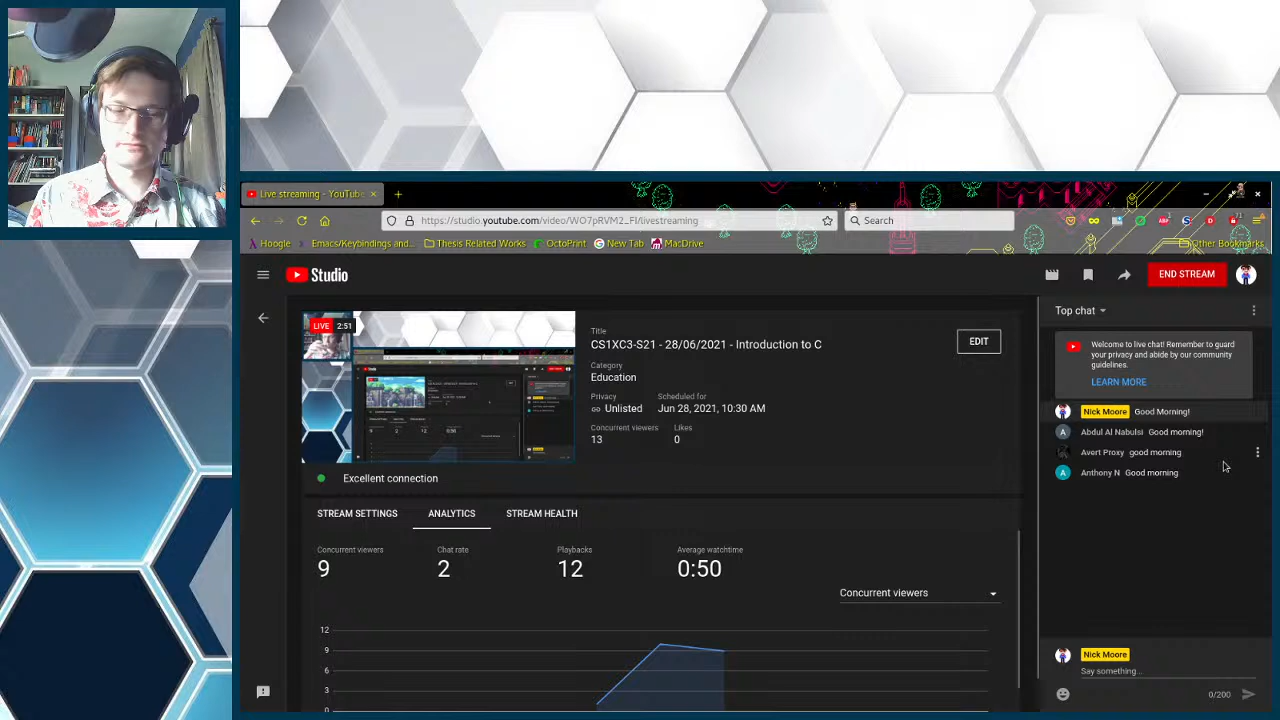 Live streaming - YouTube
https://studio.youtube.com/video/WO7pRVM2_FI/livestreaming
Search
Hoogle
Emacs/Keybindings and...
Thesis Related Works
OctoPrint
New Tab
MacDrive
Other Bookmarks
Studio
END STREAM
LIVE 2:51
Title
CS1XC3-S21 - 28/06/2021 - Introduction to C
EDIT
Category
Education
Privacy
Unlisted
Scheduled for
Jun 28, 2021, 10:30 AM
Concurrent viewers
13
Likes
0
Excellent connection
STREAM SETTINGS
ANALYTICS
STREAM HEALTH
Concurrent viewers
9
Chat rate
2
Playbacks
12
Average watchtime
0:50
Concurrent viewers
12
9
6
3
0
Top chat
Welcome to live chat! Remember to guard
your privacy and abide by our community
guidelines.
LEARN MORE
Nick Moore Good Morning!
Abdul Al Nabulsi Good morning!
Avert Proxy good morning
Anthony N Good morning
Nick Moore
Say something...
0/200